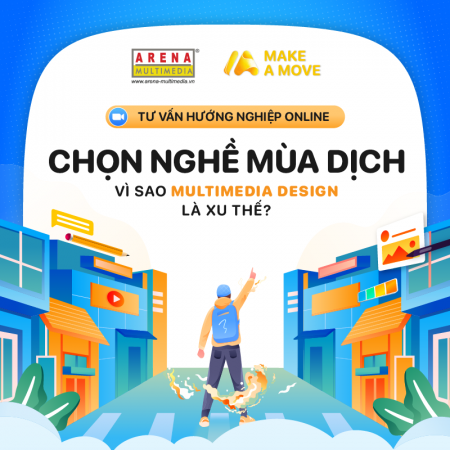 ARENA
MULTIMEDIA
www.arena-multimedia.vn
MAKE
A MOVE
TƯ VẤN HƯỚNG NGHIỆP ONLINE
CHỌN NGHỀ MÙA DỊCH
VÌ SAO MULTIMEDIA DESIGN
LÀ XU THẾ?